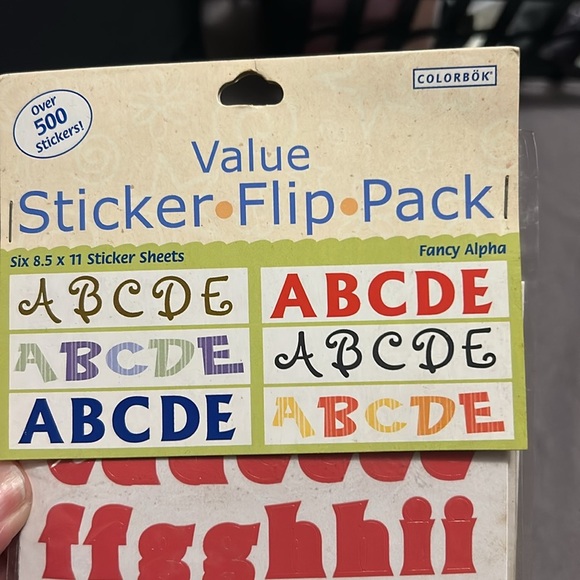 COLORBÖK®
Over
500
Stickers!
Value
Sticker•Flip•Pack
Six 8.5 x 11 Sticker Sheets
Fancy Alpha
ABCDE
ABCDE
ABCDE
ABCDE
ABCDE
ABCDE
ffgghhii